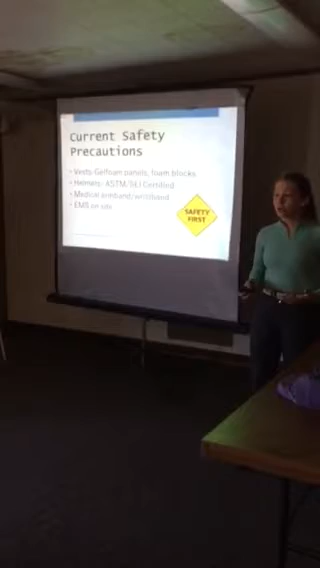 Current Safety
Precautions
• Vests: Gelfoam panels, foam blocks
• Helmets: ASTM/SEI Certified
• Medical armband/wristband
• EMS on site
SAFETY
FIRST